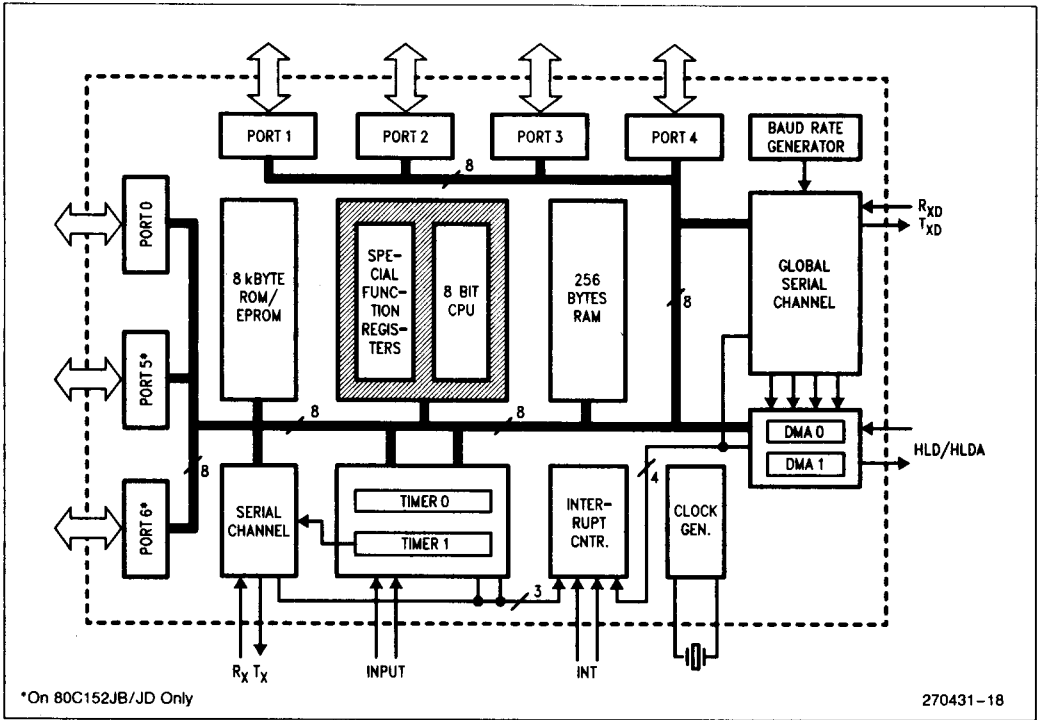 PORT 1
PORT 2
PORT 3
PORT 4
BAUD RATE
GENERATOR
8
PORT 0
RXD
TXD
8 kBYTE
ROM/
EPROM
SPE-
CIAL
FUNC-
TION
REGIS-
TERS
8 BIT
CPU
256
BYTES
RAM
8
GLOBAL
SERIAL
CHANNEL
PORT 5*
8
8
DMA 0
DMA 1
HLD/HLDA
8
4
PORT 6*
SERIAL
CHANNEL
TIMER 0
TIMER 1
INTER-
RUPT
CNTR.
CLOCK
GEN.
3
RX TX
INPUT
INT
*On 80C152JB/JD Only
270431-18